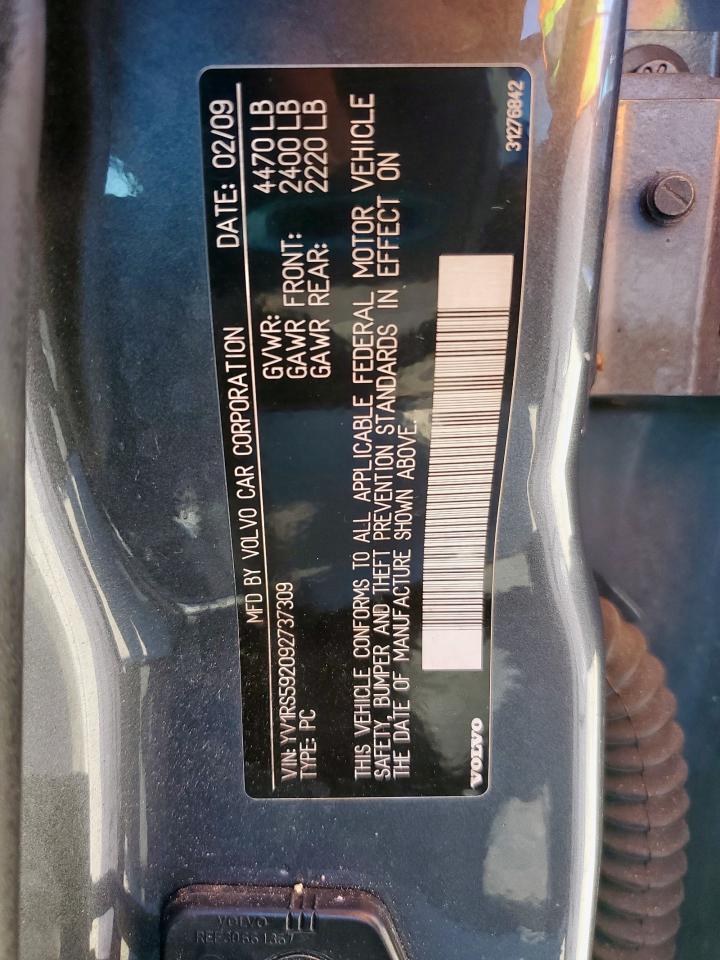 MFD BY VOLVO CAR CORPORATION DATE: 02/09
GVWR: 4470 LB
GAWR FRONT: 2400 LB
GAWR REAR: 2220 LB
VIN: YV1RS592092737309
TYPE: PC
THIS VEHICLE CONFORMS TO ALL APPLICABLE FEDERAL MOTOR VEHICLE
SAFETY, BUMPER AND THEFT PREVENTION STANDARDS IN EFFECT ON
THE DATE OF MANUFACTURE SHOWN ABOVE.
VOLVO
31276842
VOLVO
REF 30661367